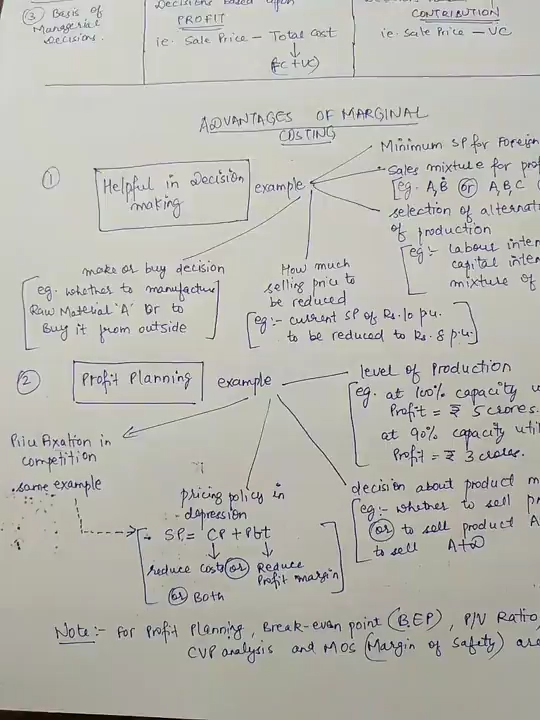 ③ Basis of Managerial Decisions.
Decisions based upon
PROFIT
ie. Sale Price – Total Cost
(FC + VC)
CONTRIBUTION
ie. Sale Price – VC
ADVANTAGES OF MARGINAL
COSTING
① Helpful in Decision
making
example
Minimum SP for Foreign
Sales mixture for
[eg. A,B or A,B,C
selection of
of production
[eg:- Labour
capital
mixture of
make or buy decision
[eg. whether to manufacture
Raw Material 'A' or to
Buy it from outside]
How much
selling price to
be reduced
[eg:- current SP of Rs.10 p.u.
to be reduced to Rs. 8 p.u.]
② Profit Planning
example
level of Production
[eg. at 100% capacity
Profit = ₹ 5 crores.
at 90% capacity
Profit = ₹ 3 crores.
Price fixation in
competition
same example
pricing policy in
depression
[. SP = CP + Pbt
reduce costs or Reduce
Profit margin
or Both]
decision about product
[eg:- whether to sell
or to sell product A
to sell A+D
Note:- For Profit Planning, Break-even point (BEP), P/V Ratio,
CVP analysis and MOS (Margin of Safety) are